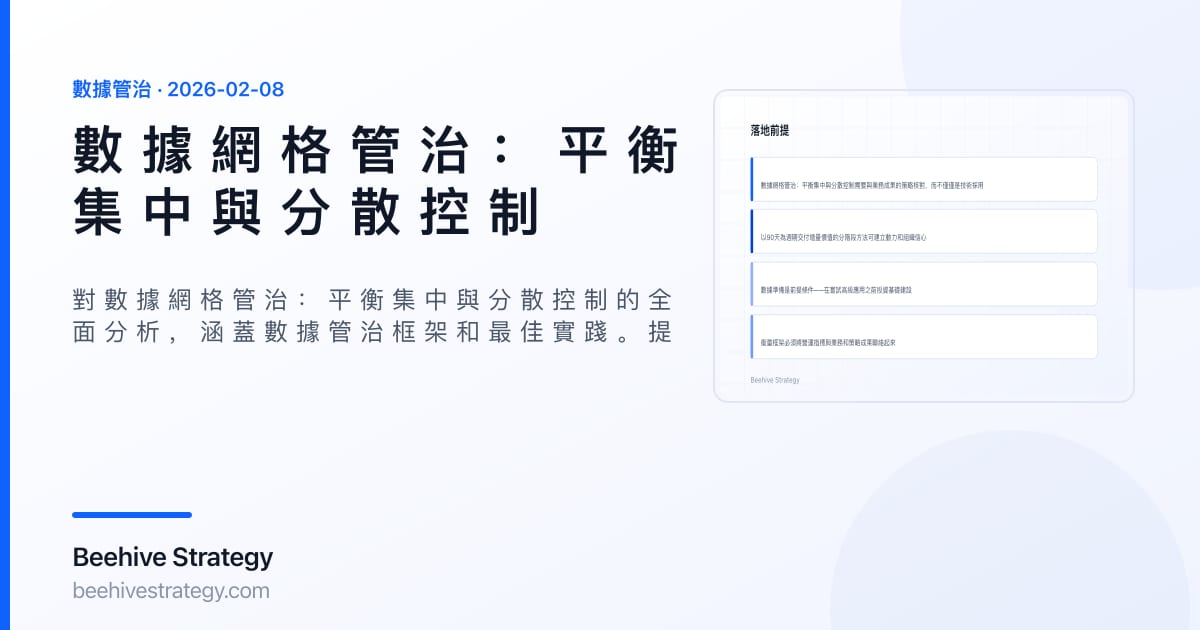 數據管治 · 2026-02-08
數據網格管治：平衡
集中與分散控制
對數據網格管治：平衡集中與分散控制的全
面分析，涵蓋數據管治框架和最佳實踐。提
落地前提
數據網格管治：平衡集中與分散控制需要與業務成果的策略核對，而不僅僅是技術採用
以90天為週期交付增量價值的分階段方法可建立動力和組織信心
數據準備是前提條件——在嘗試高級應用之前投資基礎建設
衡量框架必須將營運指標與業務和策略成果聯絡起來
Beehive Strategy
Beehive Strategy
beehivestrategy.com